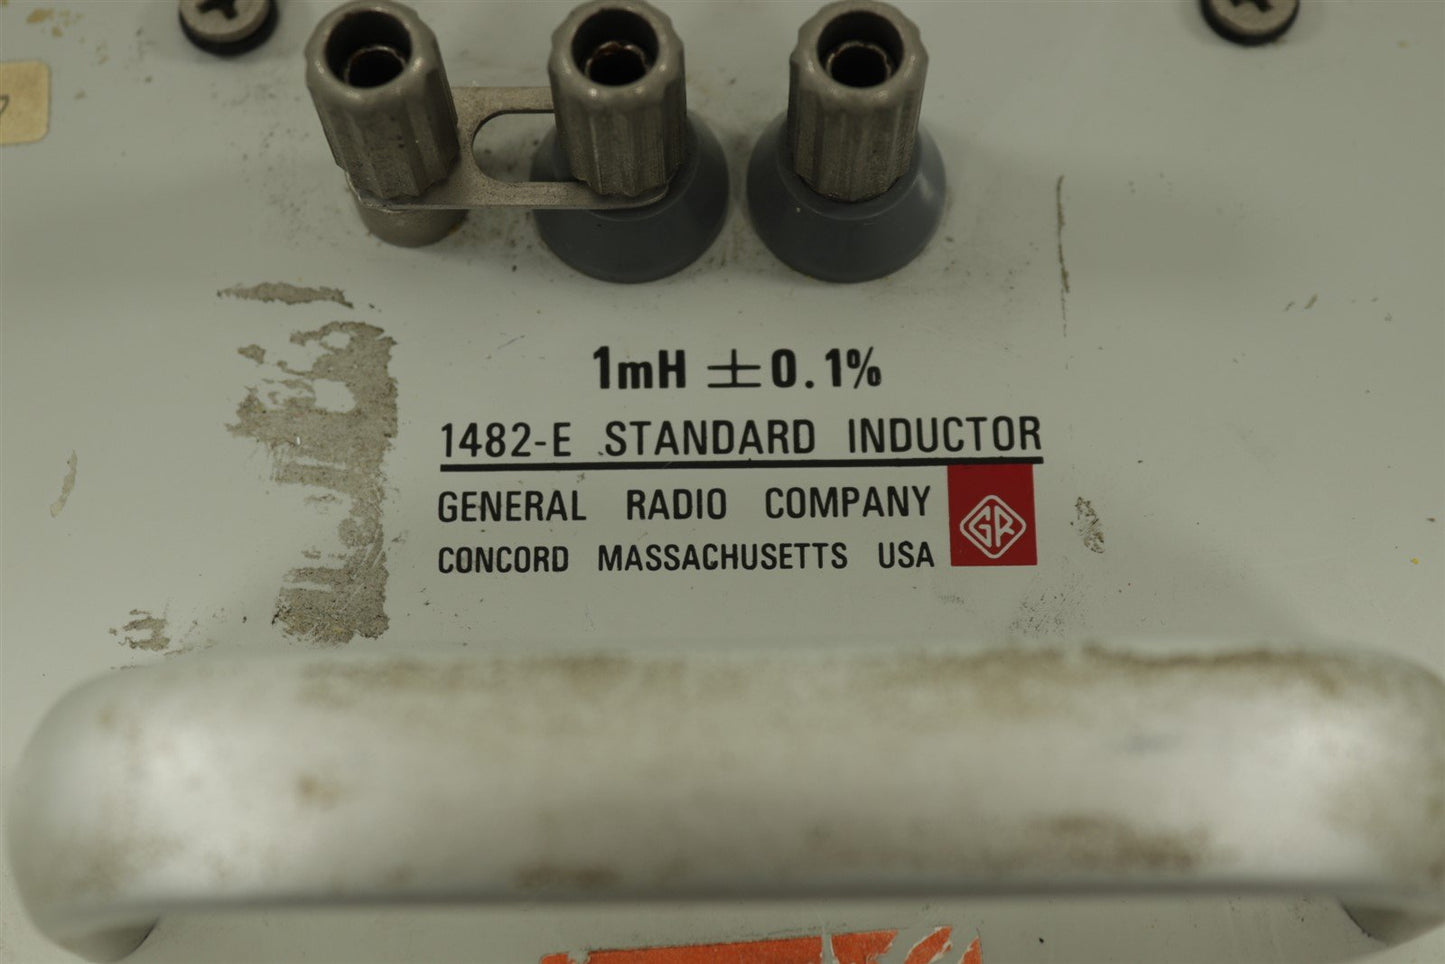 1mH ±0.1%
1482-E STANDARD INDUCTOR
GENERAL RADIO COMPANY
GR
CONCORD MASSACHUSETTS USA